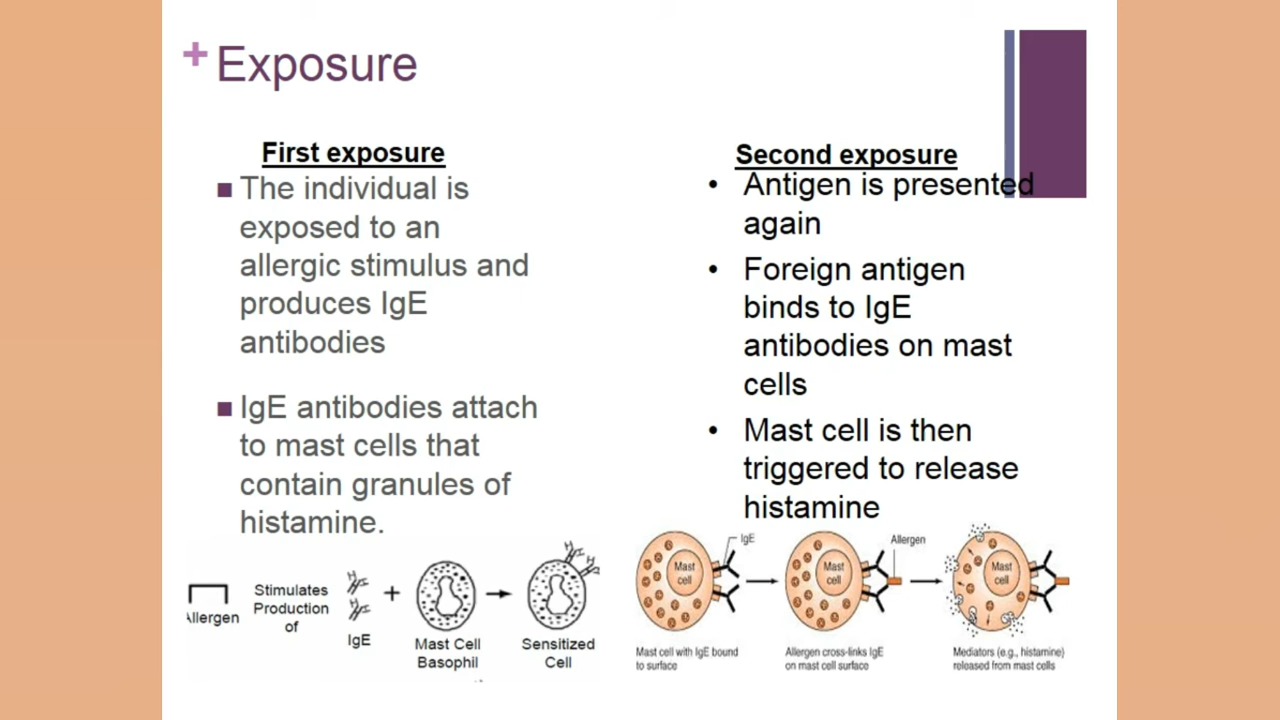 + Exposure
First exposure
■ The individual is
exposed to an
allergic stimulus and
produces IgE
antibodies
■ IgE antibodies attach
to mast cells that
contain granules of
histamine.
Second exposure
• Antigen is presented
again
• Foreign antigen
binds to IgE
antibodies on mast
cells
• Mast cell is then
triggered to release
histamine
Allergen
Stimulates
Production
of
IgE
+
Mast Cell
Basophil
Sensitized
Cell
Mast
cell
IgE
Mast cell with IgE bound
to surface
Mast
cell
Allergen
Allergen cross-links IgE
on mast cell surface
Mast
cell
Mediators (e.g., histamine)
released from mast cells